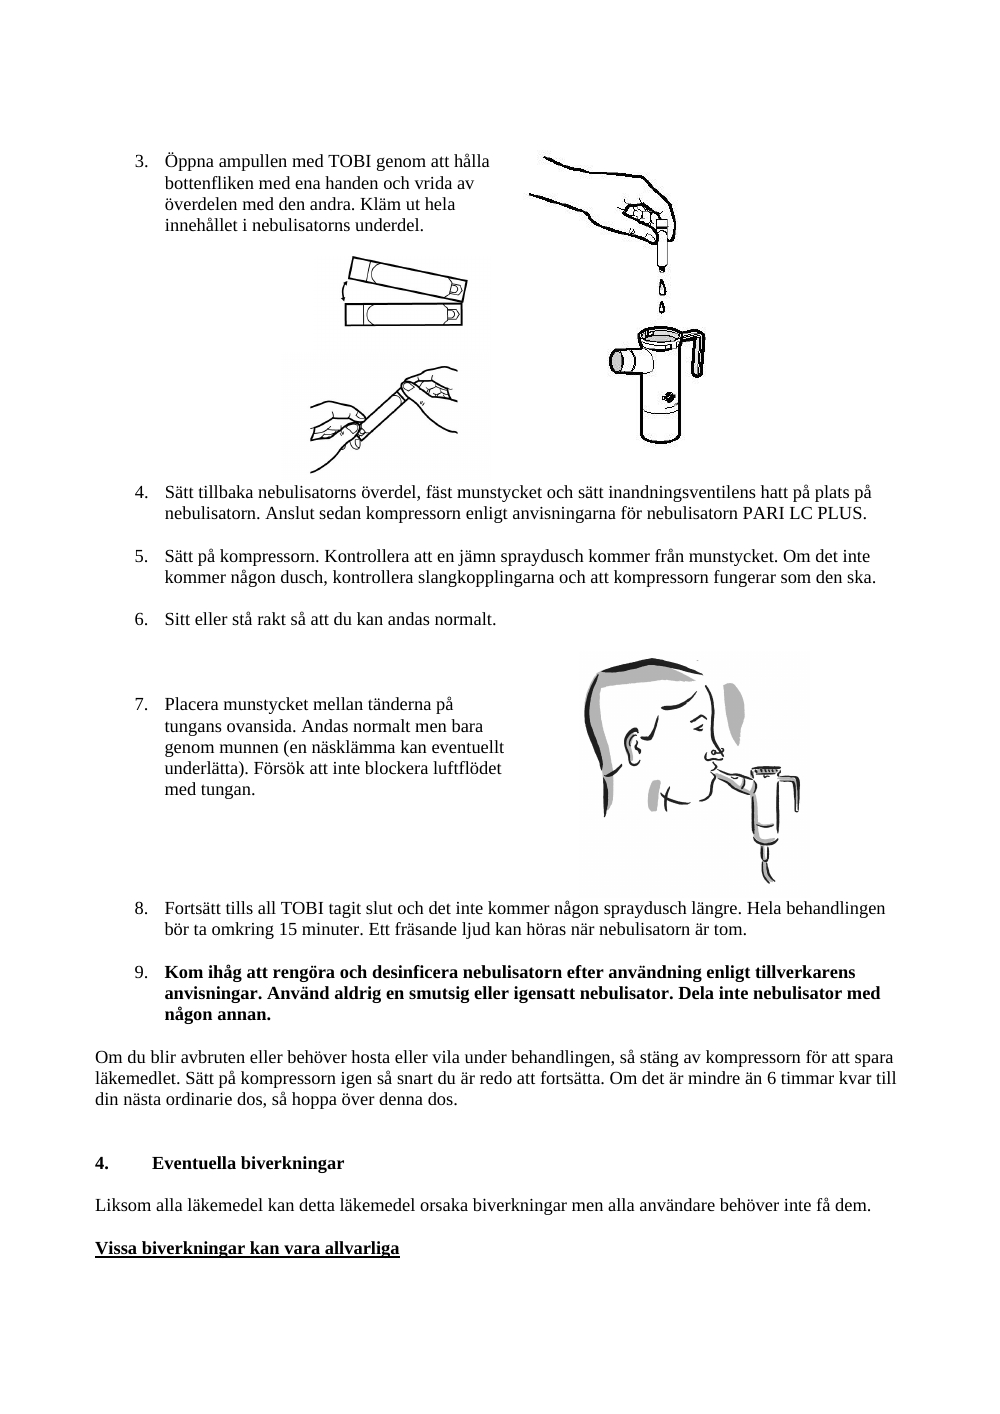 3. Öppna ampullen med TOBI genom att hålla
bottenfliken med ena handen och vrida av
överdelen med den andra. Kläm ut hela
innehållet i nebulisatorns underdel.
4. Sätt tillbaka nebulisatorns överdel, fäst munstycket och sätt inandningsventilens hatt på plats på
nebulisatorn. Anslut sedan kompressorn enligt anvisningarna för nebulisatorn PARI LC PLUS.
5. Sätt på kompressorn. Kontrollera att en jämn spraydusch kommer från munstycket. Om det inte
kommer någon dusch, kontrollera slangkopplingarna och att kompressorn fungerar som den ska.
6. Sitt eller stå rakt så att du kan andas normalt.
7. Placera munstycket mellan tänderna på
tungans ovansida. Andas normalt men bara
genom munnen (en näsklämma kan eventuellt
underlätta). Försök att inte blockera luftflödet
med tungan.
8. Fortsätt tills all TOBI tagit slut och det inte kommer någon spraydusch längre. Hela behandlingen
bör ta omkring 15 minuter. Ett fräsande ljud kan höras när nebulisatorn är tom.
9. Kom ihåg att rengöra och desinficera nebulisatorn efter användning enligt tillverkarens
anvisningar. Använd aldrig en smutsig eller igensatt nebulisator. Dela inte nebulisator med
någon annan.
Om du blir avbruten eller behöver hosta eller vila under behandlingen, så stäng av kompressorn för att spara
läkemedlet. Sätt på kompressorn igen så snart du är redo att fortsätta. Om det är mindre än 6 timmar kvar till
din nästa ordinarie dos, så hoppa över denna dos.
4. Eventuella biverkningar
Liksom alla läkemedel kan detta läkemedel orsaka biverkningar men alla användare behöver inte få dem.
Vissa biverkningar kan vara allvarliga